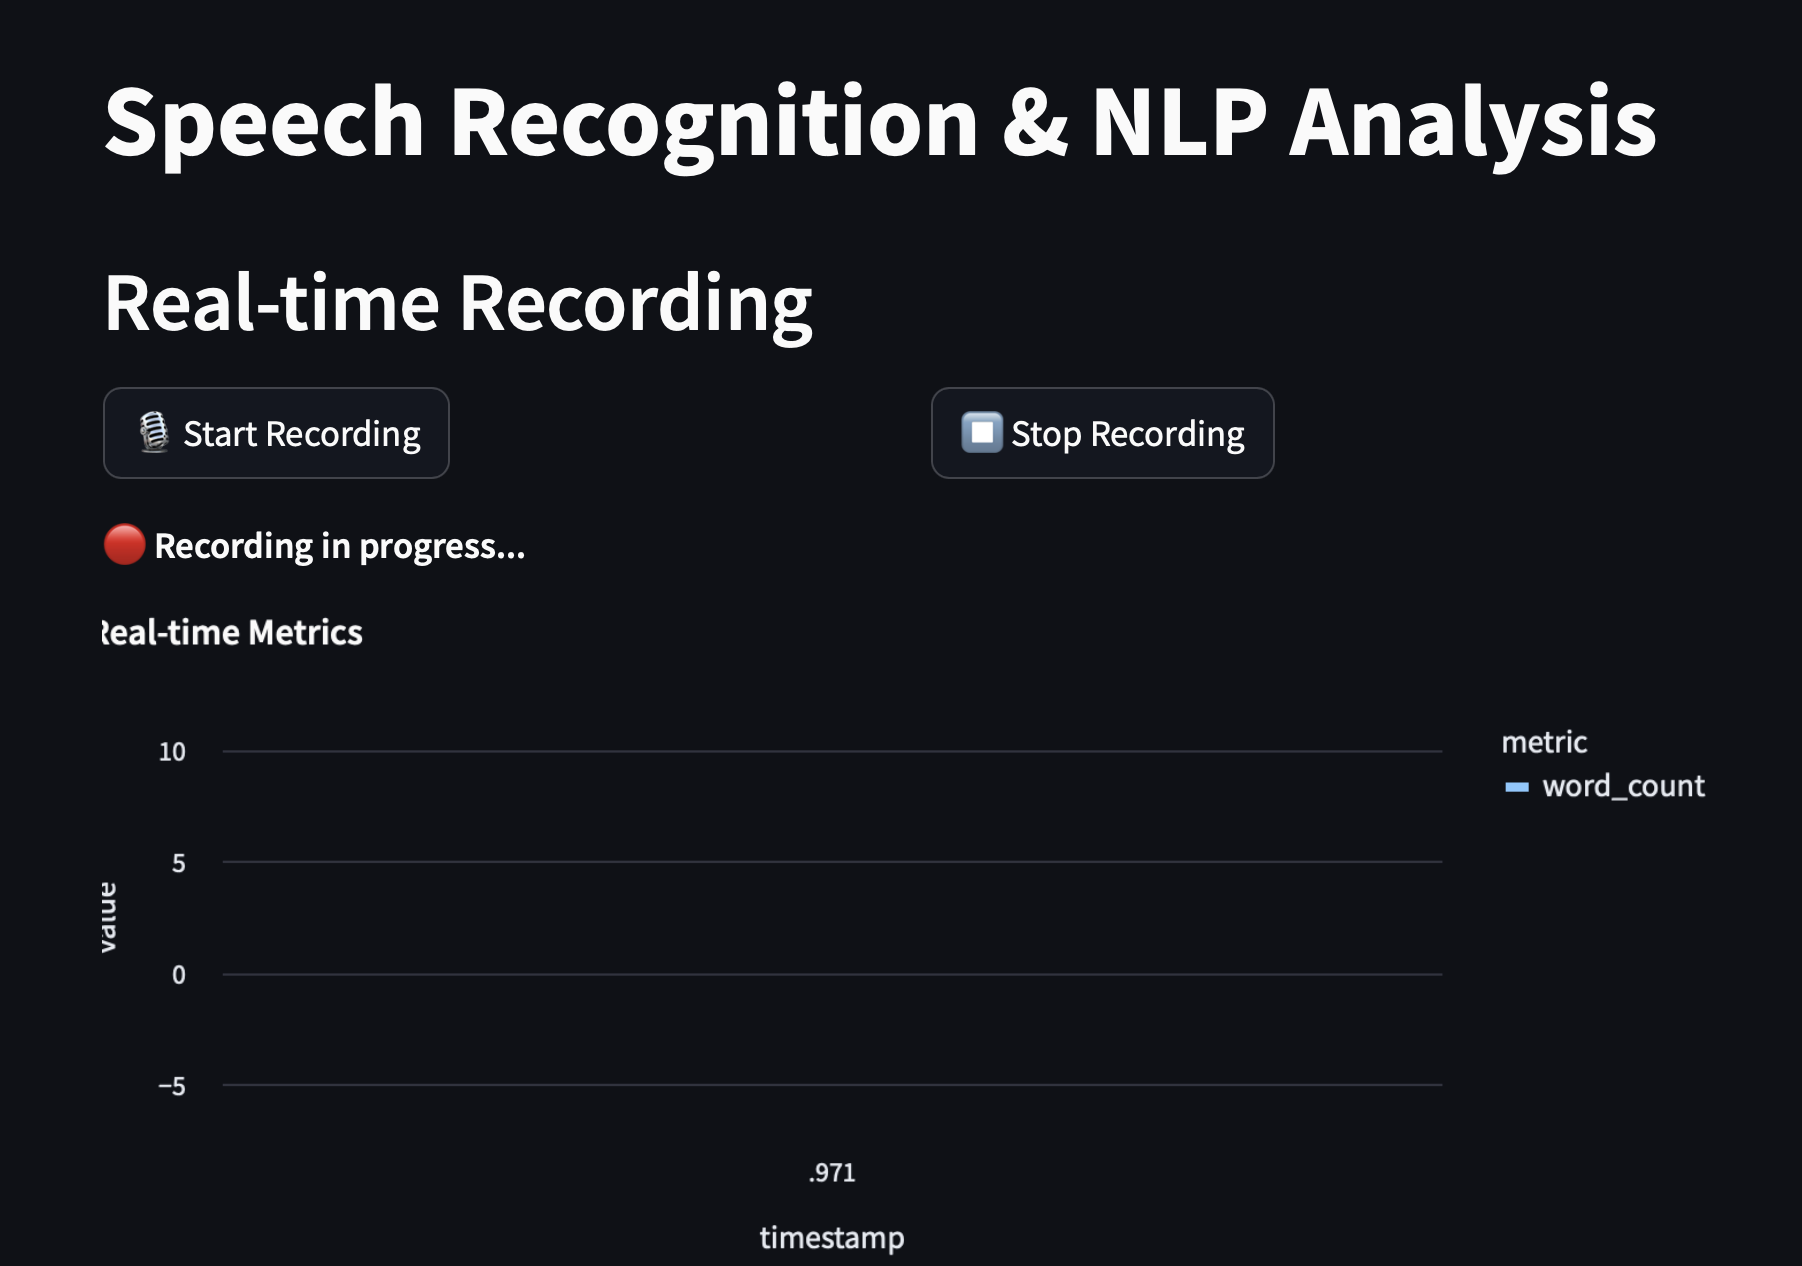 Speech Recognition & NLP Analysis
Real-time Recording
Start Recording
Stop Recording
Recording in progress...
Real-time Metrics
10
5
0
−5
value
.971
timestamp
metric
word_count